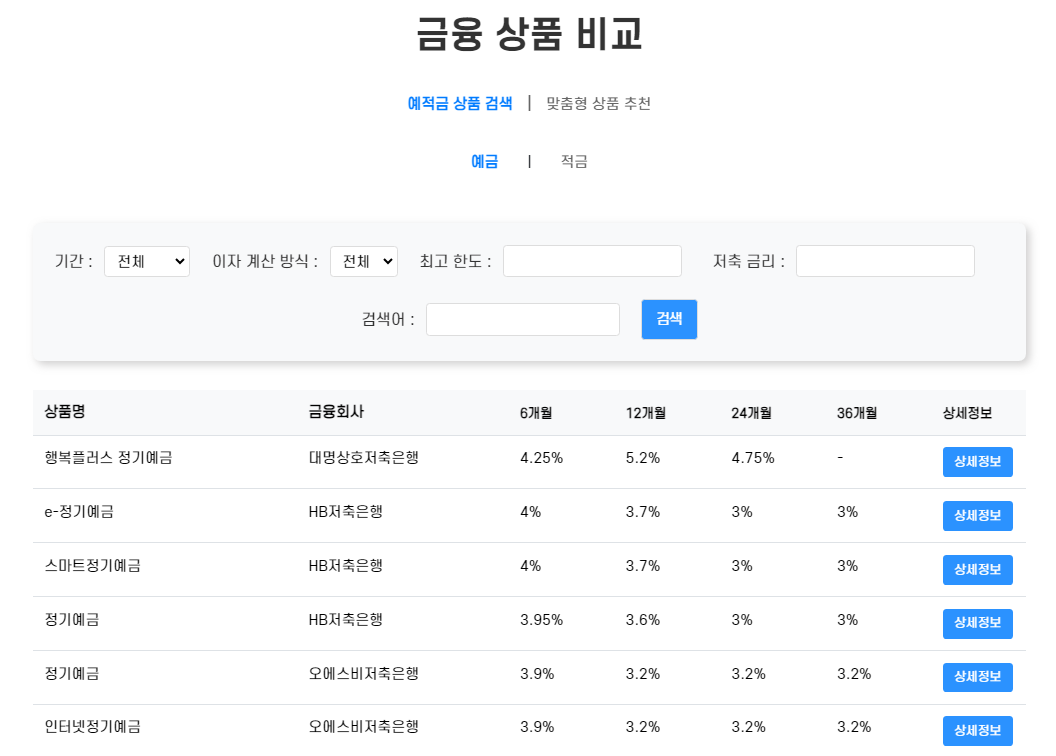 금융 상품 비교
예적금 상품 검색 | 맞춤형 상품 추천
예금 | 적금
기간 : 전체 이자 계산 방식 : 전체 최고 한도 : 저축 금리 :
검색어 : 검색
상품명 금융회사 6개월 12개월 24개월 36개월 상세정보
행복플러스 정기예금 대명상호저축은행 4.25% 5.2% 4.75% - 상세정보
e-정기예금 HB저축은행 4% 3.7% 3% 3% 상세정보
스마트정기예금 HB저축은행 4% 3.7% 3% 3% 상세정보
정기예금 HB저축은행 3.95% 3.6% 3% 3% 상세정보
정기예금 오에스비저축은행 3.9% 3.2% 3.2% 3.2% 상세정보
인터넷정기예금 오에스비저축은행 3.9% 3.2% 3.2% 3.2% 상세정보